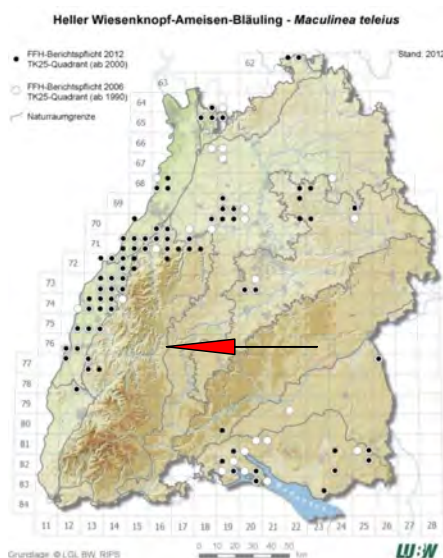 Heller Wiesenknopf-Ameisen-Bläuling - Maculinea teleius
FFH-Berichtspflicht 2012
TK25-Quadrant (ab 2000)
FFH-Berichtspflicht 2006
TK25-Quadrant (ab 1990)
Naturraumgrenze
Stand: 2012
62
63
64
65
66
67
68
69
70
71
72
73
74
75
76
77
78
81
82
83
84
11 12 13 14 15 16 17 18 19 20 21 22 23 24 25 26 27 28
Grundlage: © LGL BW, RIPS
0 10 20 30 40 50 km
LUBW